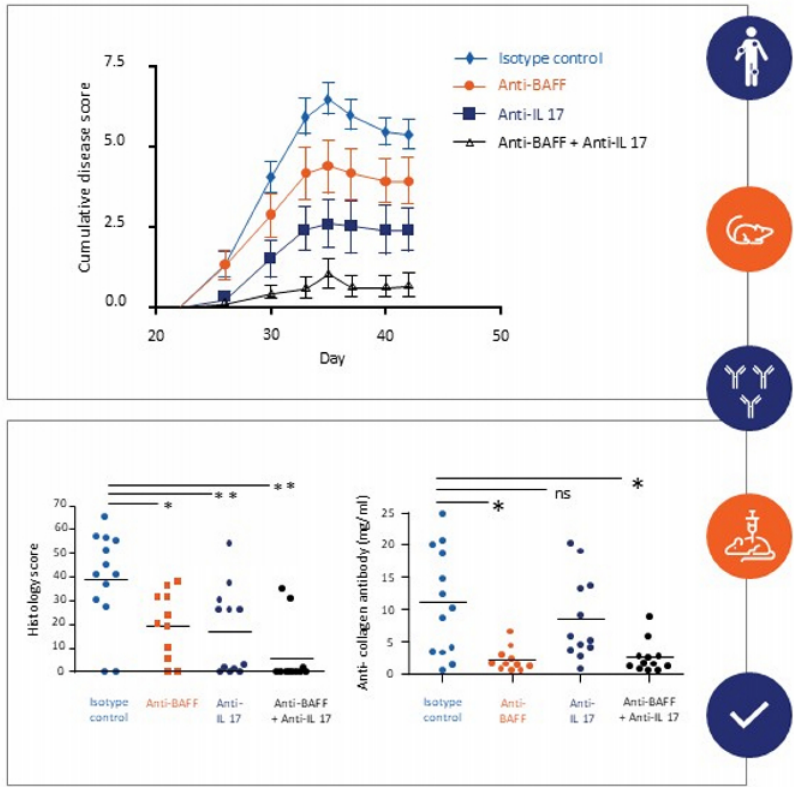 7.5
5.0
2.5
0.0
Cumulative disease score
20
30
40
50
Day
Isotype control
Anti-BAFF
Anti-IL 17
Anti-BAFF + Anti-IL 17
70
60
50
40
30
20
10
0
Histology score
* *
* *
*
Isotype
control
Anti-BAFF
Anti-
IL 17
Anti-BAFF
+ Anti-IL 17
25
20
15
10
5
0
Anti- collagen antibody (mg/ml)
*
ns
*
Isotype
control
Anti-
BAFF
Anti-
IL 17
Anti-BAFF
+ Anti-IL 17